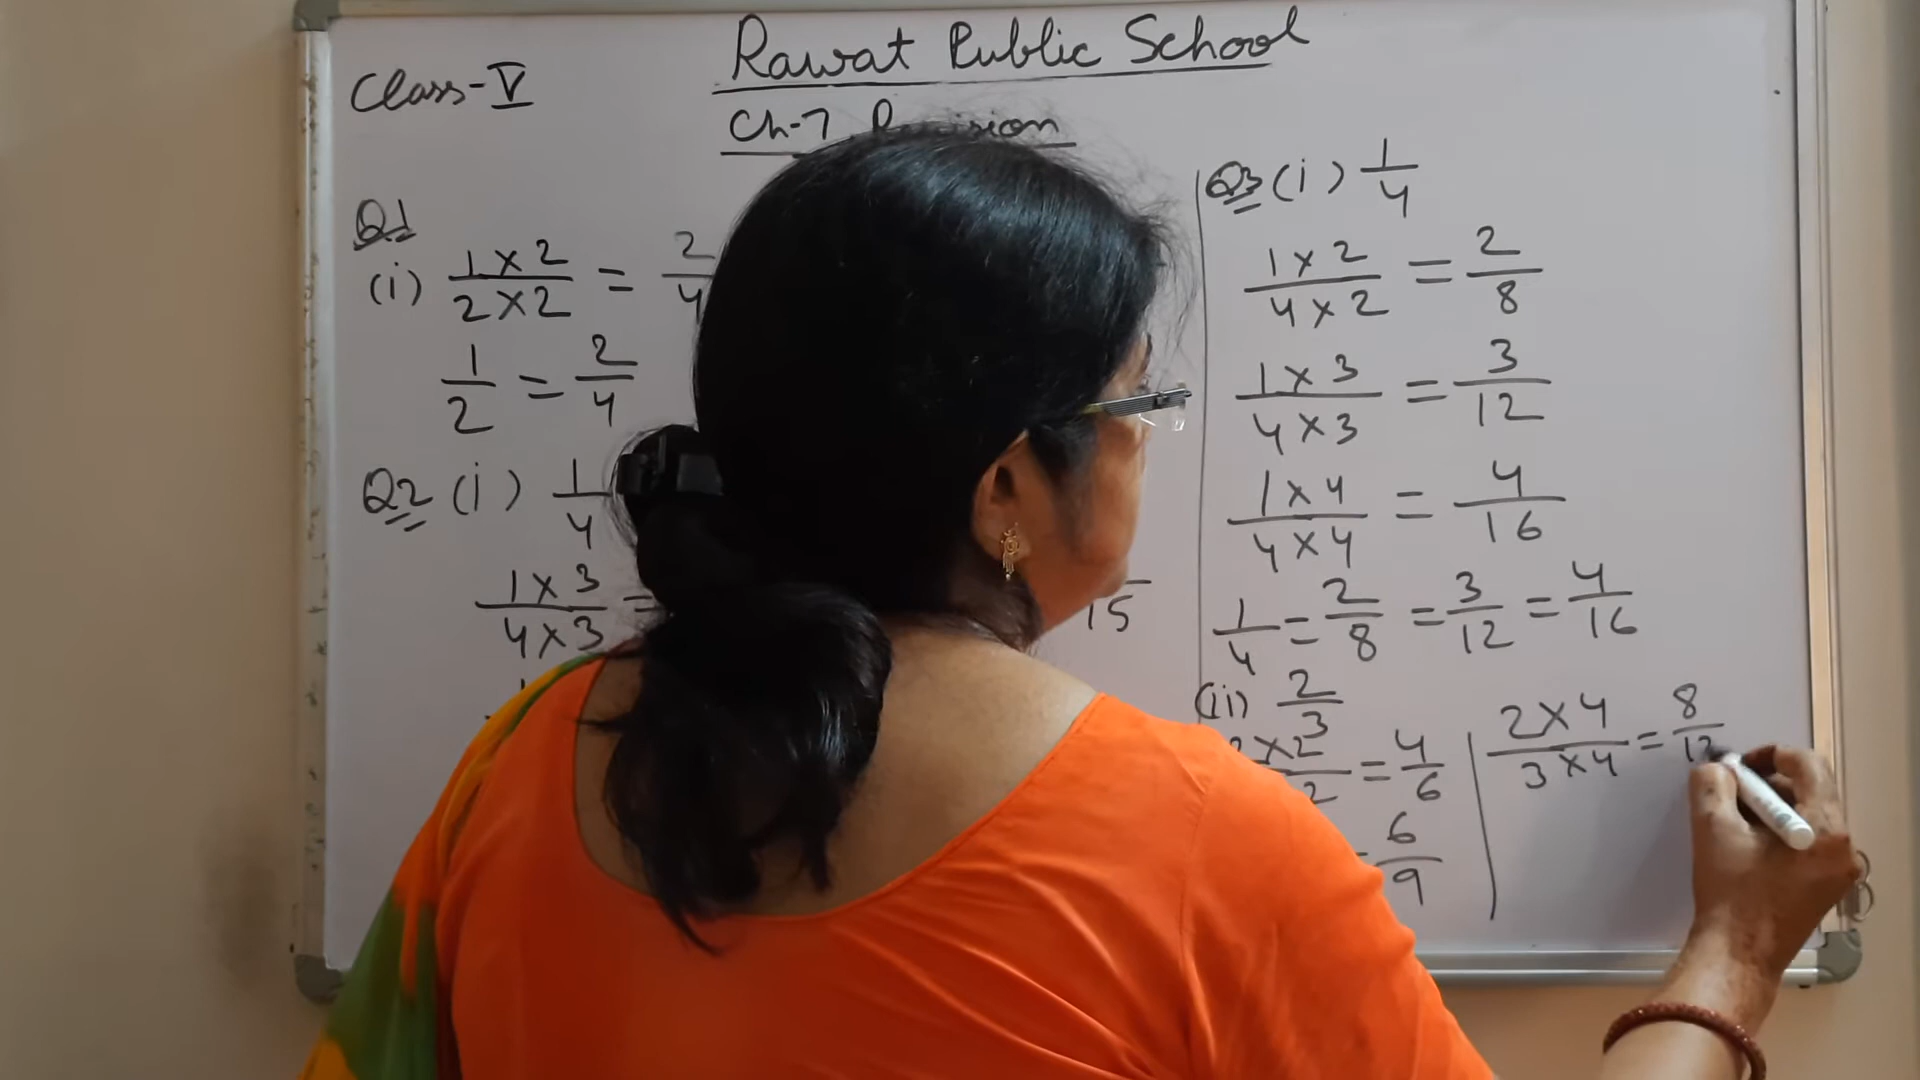 Rawat Public School
Class-V
Ch-7 Revision
Q1
(i) 1×2/2×2 = 2/4
1/2 = 2/4
Q2 (i) 1/4
1×3/4×3 =
15
Q3 (i) 1/4
1×2/4×2 = 2/8
1×3/4×3 = 3/12
1×4/4×4 = 4/16
1/4 = 2/8 = 3/12 = 4/16
(ii) 2/3
×2/2 = 4/6
6/9
2×4/3×4 = 8/12